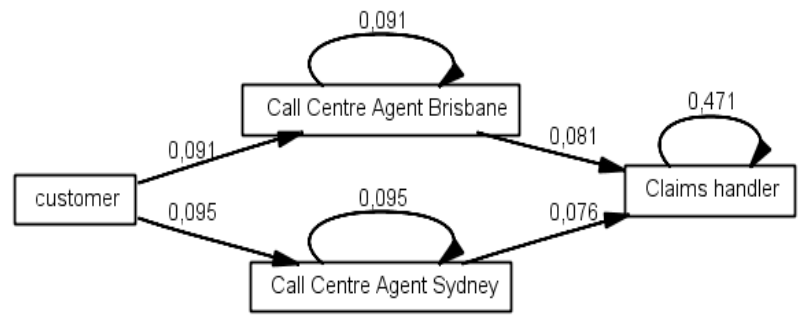 0,091
Call Centre Agent Brisbane
0,471
0,091
0,081
customer
Claims handler
0,095
0,095
0,076
Call Centre Agent Sydney